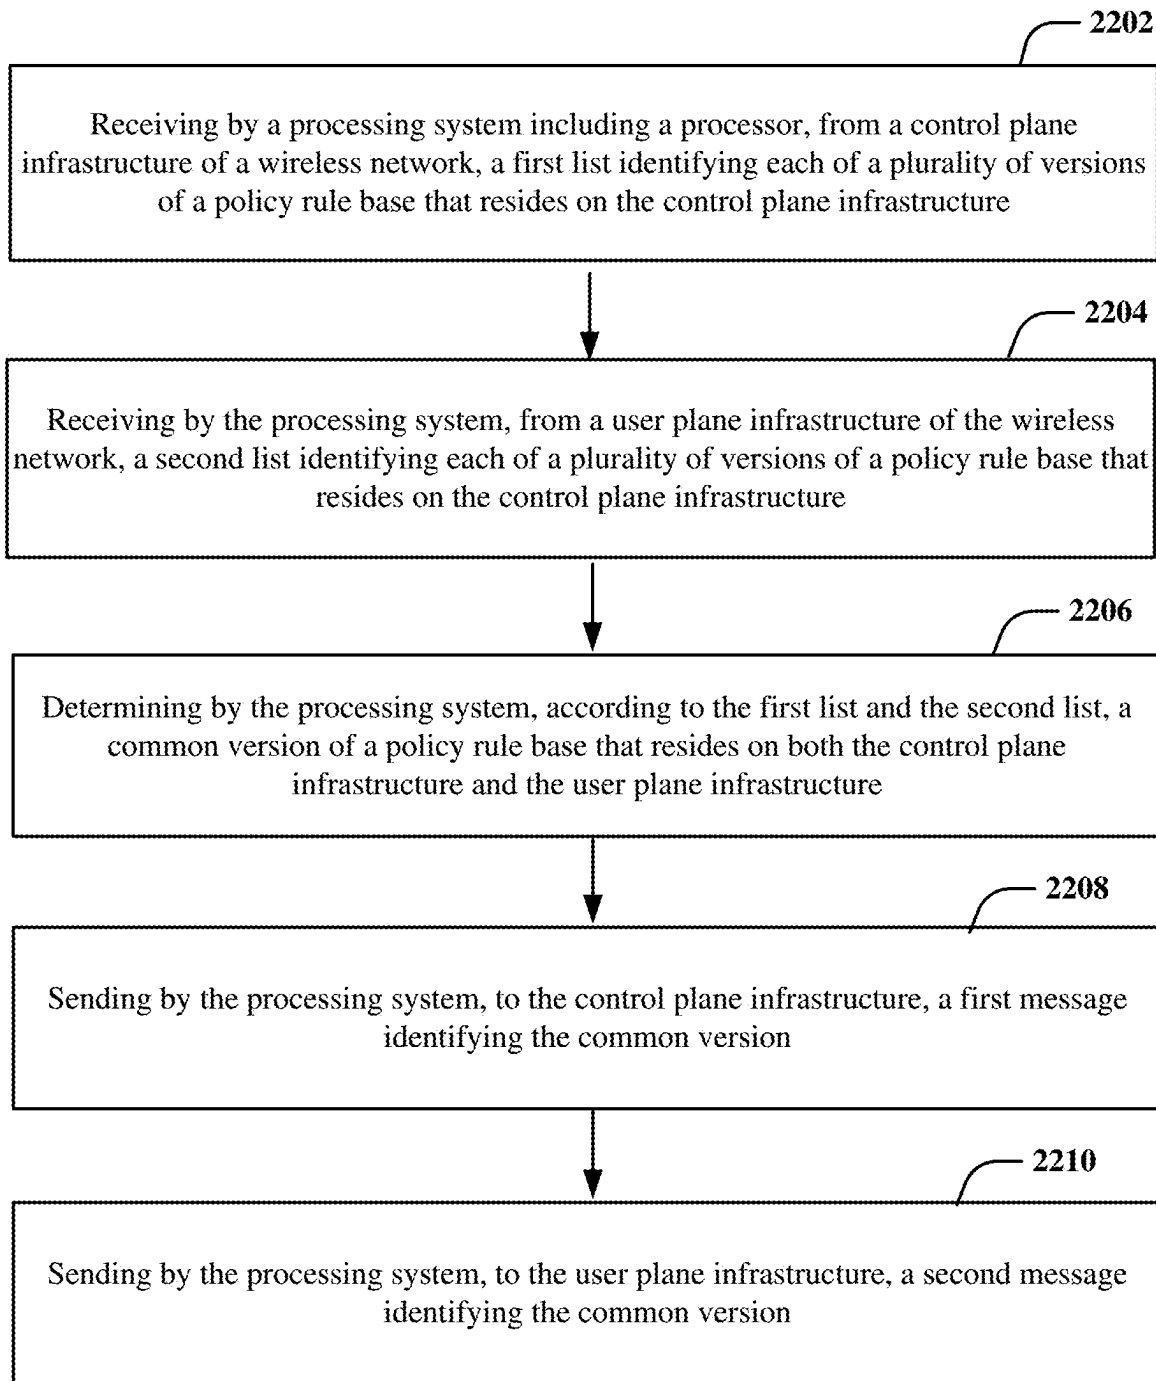 2202
Receiving by a processing system including a processor, from a control plane
infrastructure of a wireless network, a first list identifying each of a plurality of versions
of a policy rule base that resides on the control plane infrastructure
2204
Receiving by the processing system, from a user plane infrastructure of the wireless
network, a second list identifying each of a plurality of versions of a policy rule base that
resides on the control plane infrastructure
2206
Determining by the processing system, according to the first list and the second list, a
common version of a policy rule base that resides on both the control plane
infrastructure and the user plane infrastructure
2208
Sending by the processing system, to the control plane infrastructure, a first message
identifying the common version
2210
Sending by the processing system, to the user plane infrastructure, a second message
identifying the common version